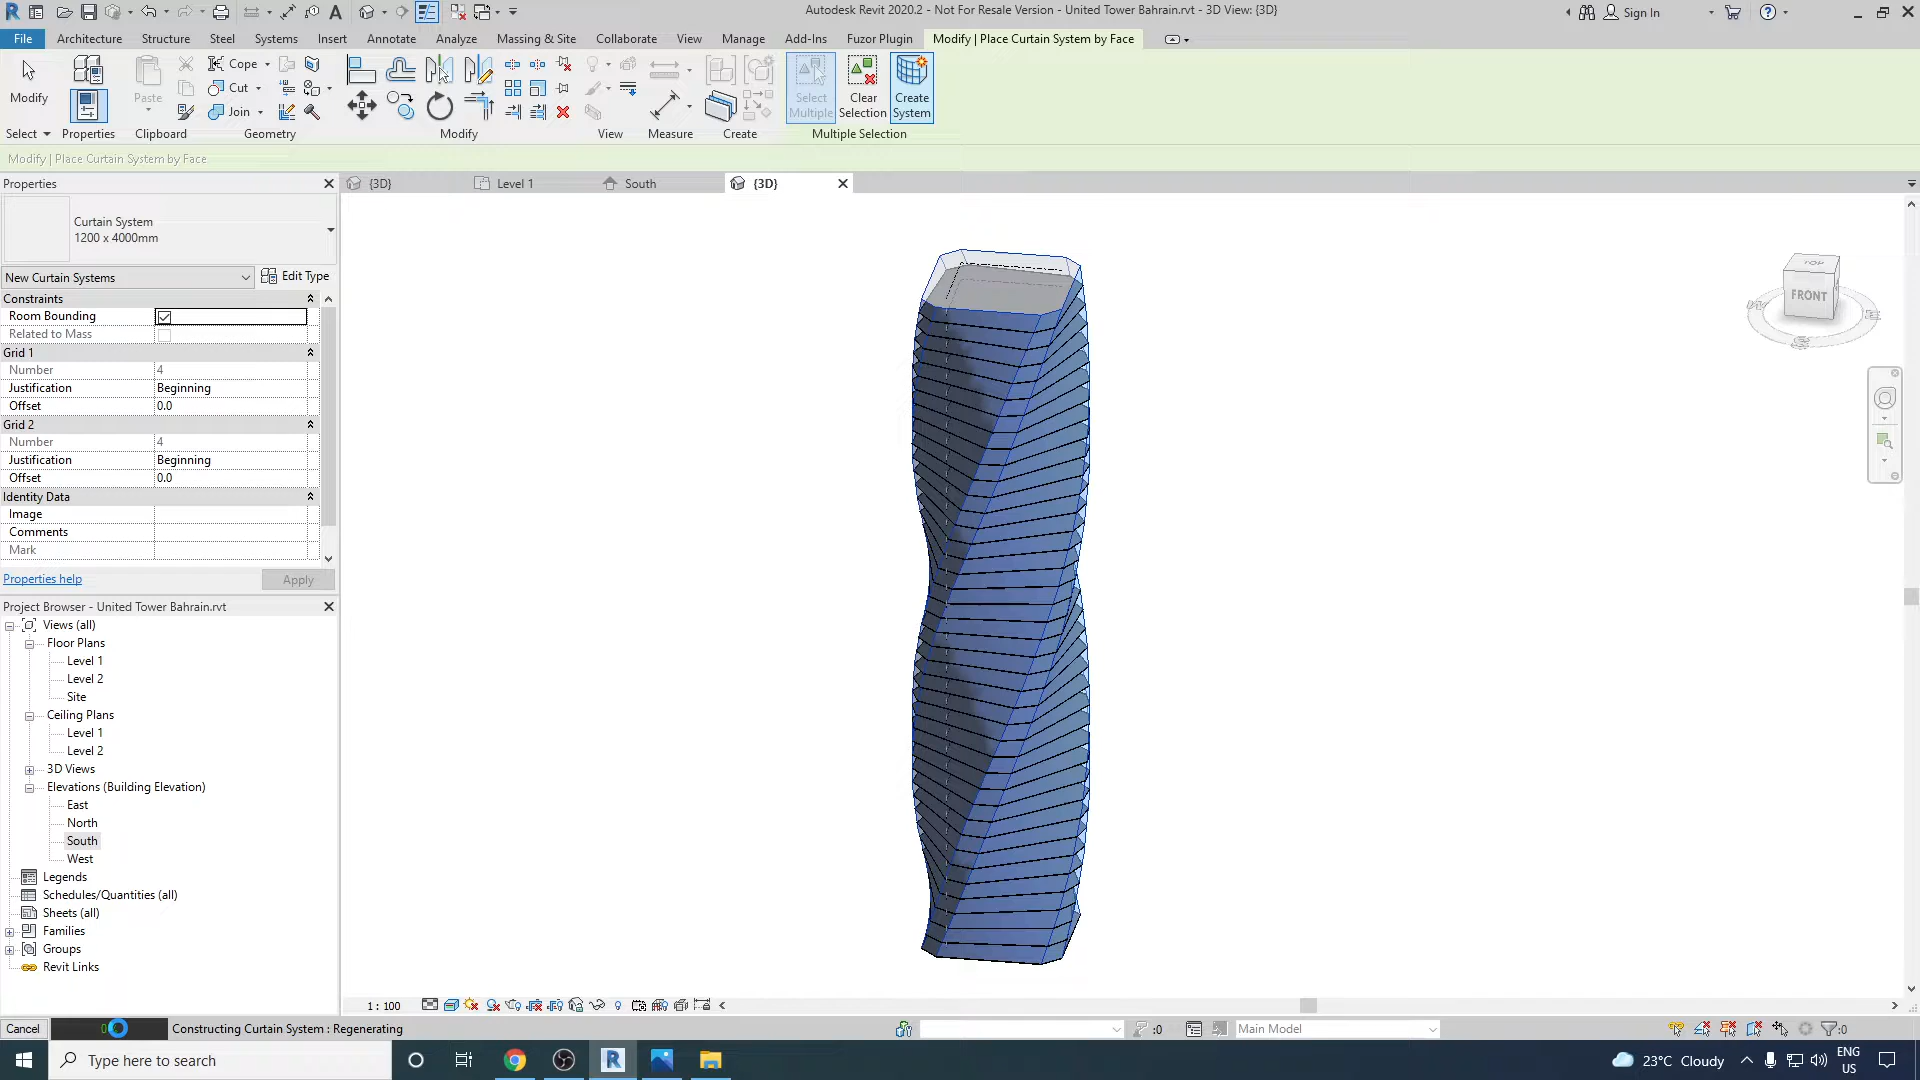 Autodesk Revit 2020.2 - Not For Resale Version - United Tower Bahrain.rvt - 3D View: {3D}
Sign In
File Architecture Structure Steel Systems Insert Annotate Analyze Massing & Site Collaborate View Manage Add-Ins Fuzor Plugin Modify | Place Curtain System by Face
Modify
Paste
Cope
Cut
Join
Select Multiple
Clear Selection
Create System
Select Properties Clipboard Geometry Modify View Measure Create Multiple Selection
Modify | Place Curtain System by Face
Properties
{3D} Level 1 South {3D}
Curtain System
1200 x 4000mm
New Curtain Systems Edit Type
Constraints
Room Bounding
Related to Mass
Grid 1
Number 4
Justification Beginning
Offset 0.0
Grid 2
Number 4
Justification Beginning
Offset 0.0
Identity Data
Image
Comments
Mark
Properties help Apply
TOP
FRONT
Project Browser - United Tower Bahrain.rvt
Views (all)
Floor Plans
Level 1
Level 2
Site
Ceiling Plans
Level 1
Level 2
3D Views
Elevations (Building Elevation)
East
North
South
West
Legends
Schedules/Quantities (all)
Sheets (all)
Families
Groups
Revit Links
1 : 100
Cancel Constructing Curtain System : Regenerating :0 Main Model :0
Type here to search
23°C Cloudy
ENG
US